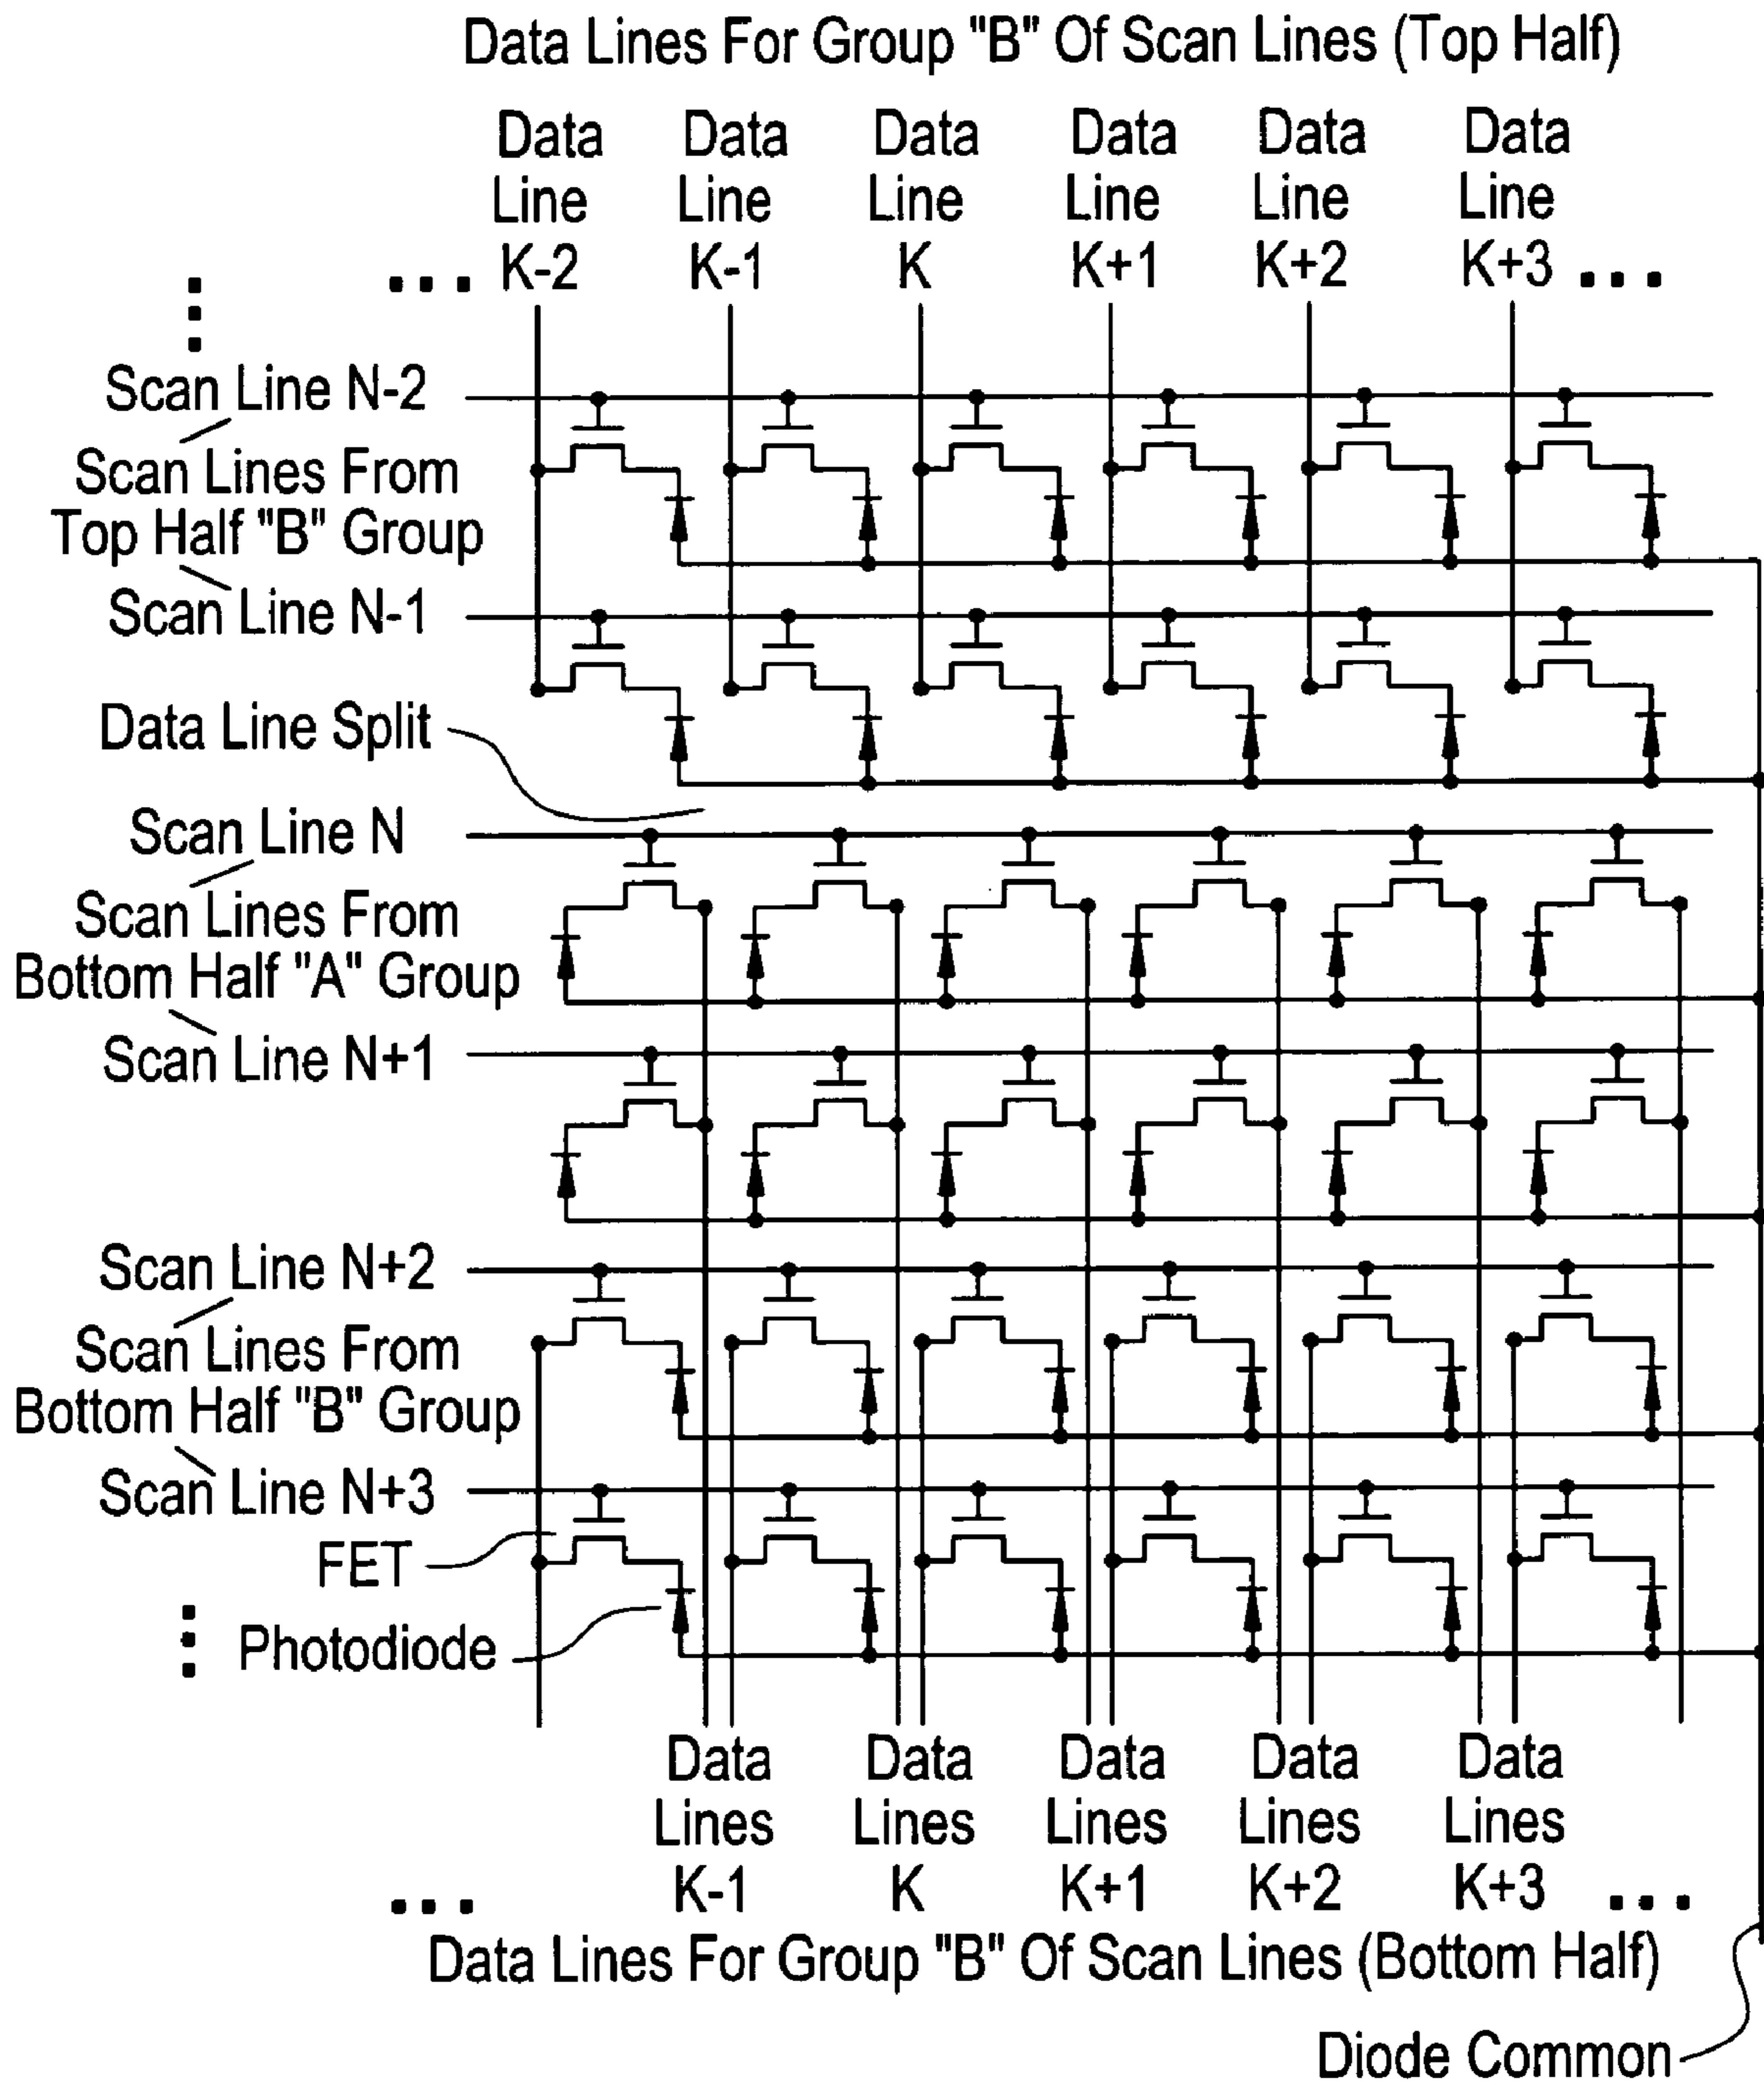 Data Lines For Group "B" Of Scan Lines (Top Half)
Data Data Data Data Data Data
Line Line Line Line Line Line
... K-2 K-1 K K+1 K+2 K+3 ...
Scan Line N-2
Scan Lines From
Top Half "B" Group
Scan Line N-1
Data Line Split
Scan Line N
Scan Lines From
Bottom Half "A" Group
Scan Line N+1
Scan Line N+2
Scan Lines From
Bottom Half "B" Group
Scan Line N+3
FET
Photodiode
Data Data Data Data Data
Lines Lines Lines Lines Lines
... K-1 K K+1 K+2 K+3 ...
Data Lines For Group "B" Of Scan Lines (Bottom Half)
Diode Common